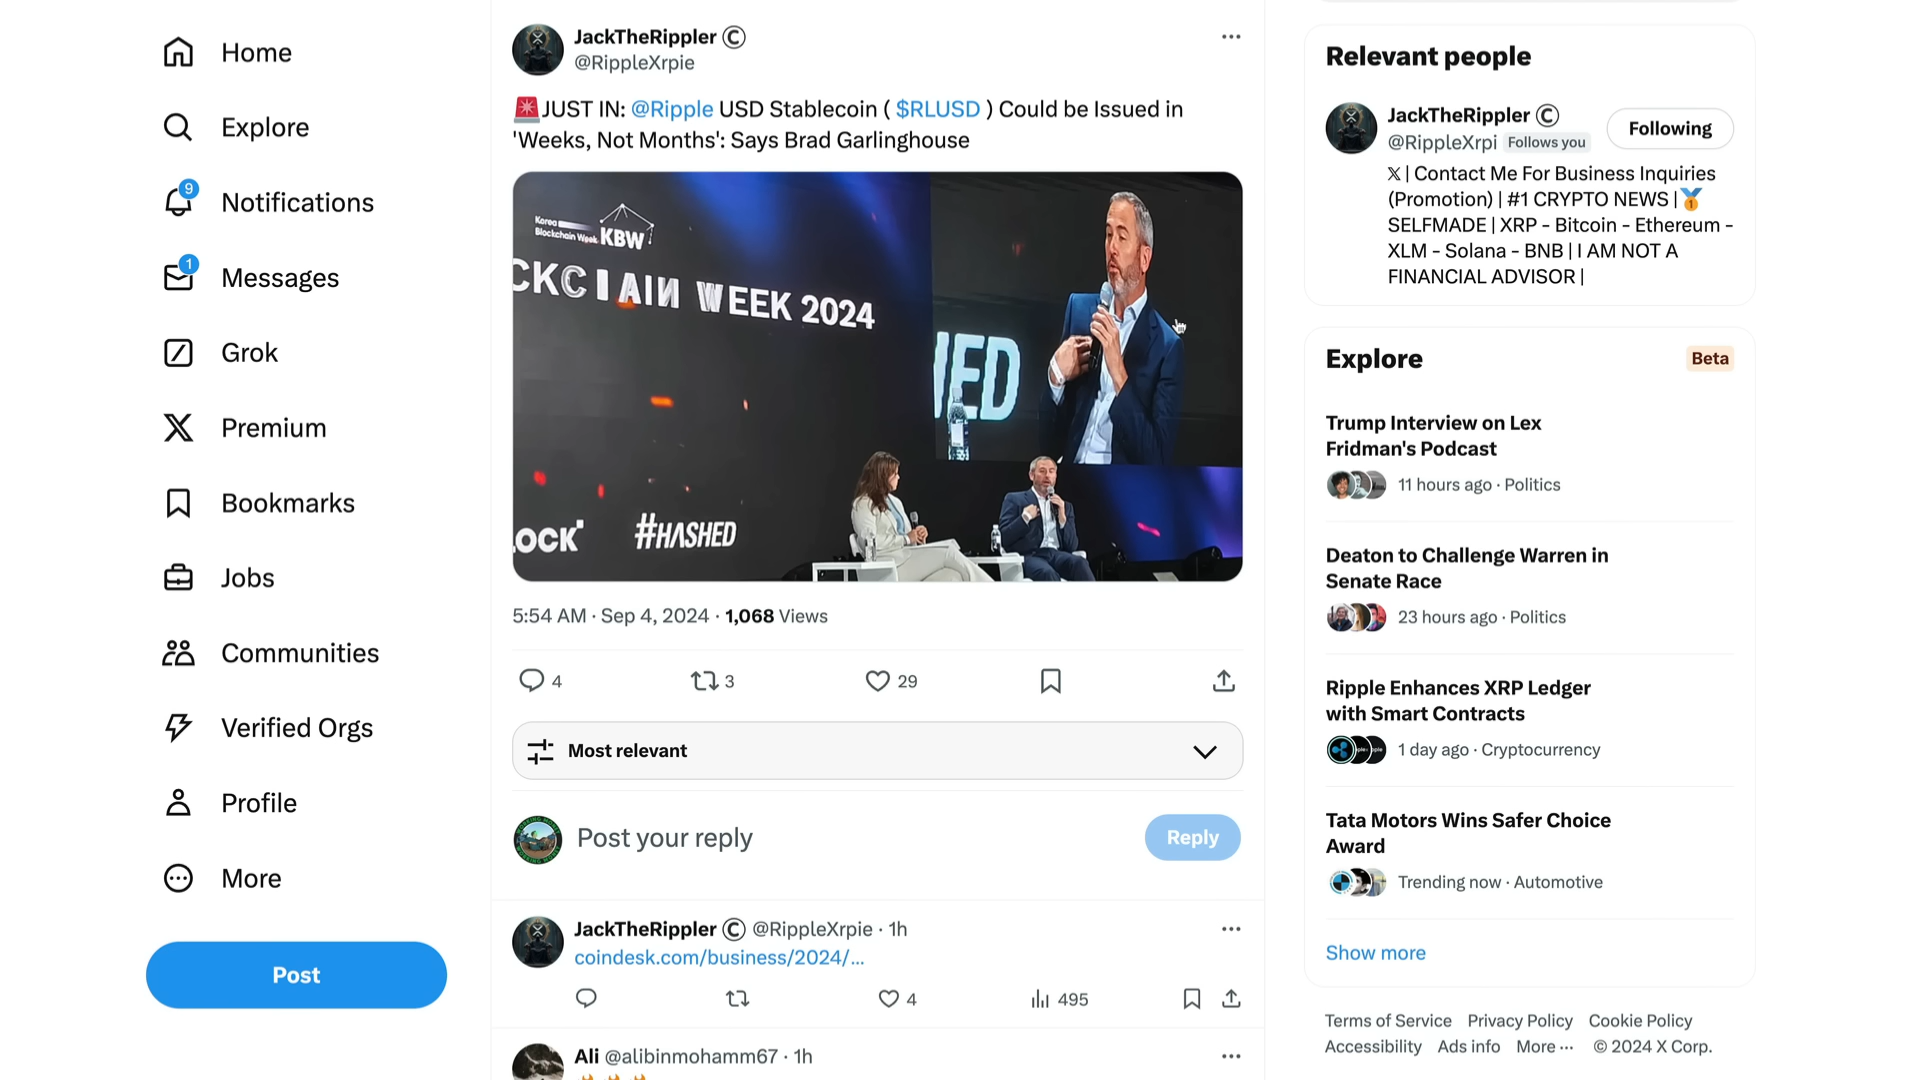 Home
Explore
9
Notifications
1
Messages
Grok
Premium
Bookmarks
Jobs
Communities
Verified Orgs
Profile
More
Post
JackTheRippler ©
@RippleXrpie
JUST IN: @Ripple USD Stablecoin ( $RLUSD ) Could be Issued in
'Weeks, Not Months': Says Brad Garlinghouse
Korea
Blockchain Week KBW
CKCHAIN WEEK 2024
HED
LOCK
#HASHED
5:54 AM · Sep 4, 2024 · 1,068 Views
4
3
29
Most relevant
Post your reply
Reply
JackTheRippler © @RippleXrpie · 1h
coindesk.com/business/2024/...
4
495
Ali @alibinmohamm67 · 1h
Relevant people
JackTheRippler ©
@RippleXrpi Follows you
Following
X | Contact Me For Business Inquiries
(Promotion) | #1 CRYPTO NEWS |
SELFMADE | XRP - Bitcoin - Ethereum -
XLM - Solana - BNB | I AM NOT A
FINANCIAL ADVISOR |
Explore
Beta
Trump Interview on Lex
Fridman's Podcast
11 hours ago · Politics
Deaton to Challenge Warren in
Senate Race
23 hours ago · Politics
Ripple Enhances XRP Ledger
with Smart Contracts
1 day ago · Cryptocurrency
Tata Motors Wins Safer Choice
Award
Trending now · Automotive
Show more
Terms of Service Privacy Policy Cookie Policy
Accessibility Ads info More ··· © 2024 X Corp.